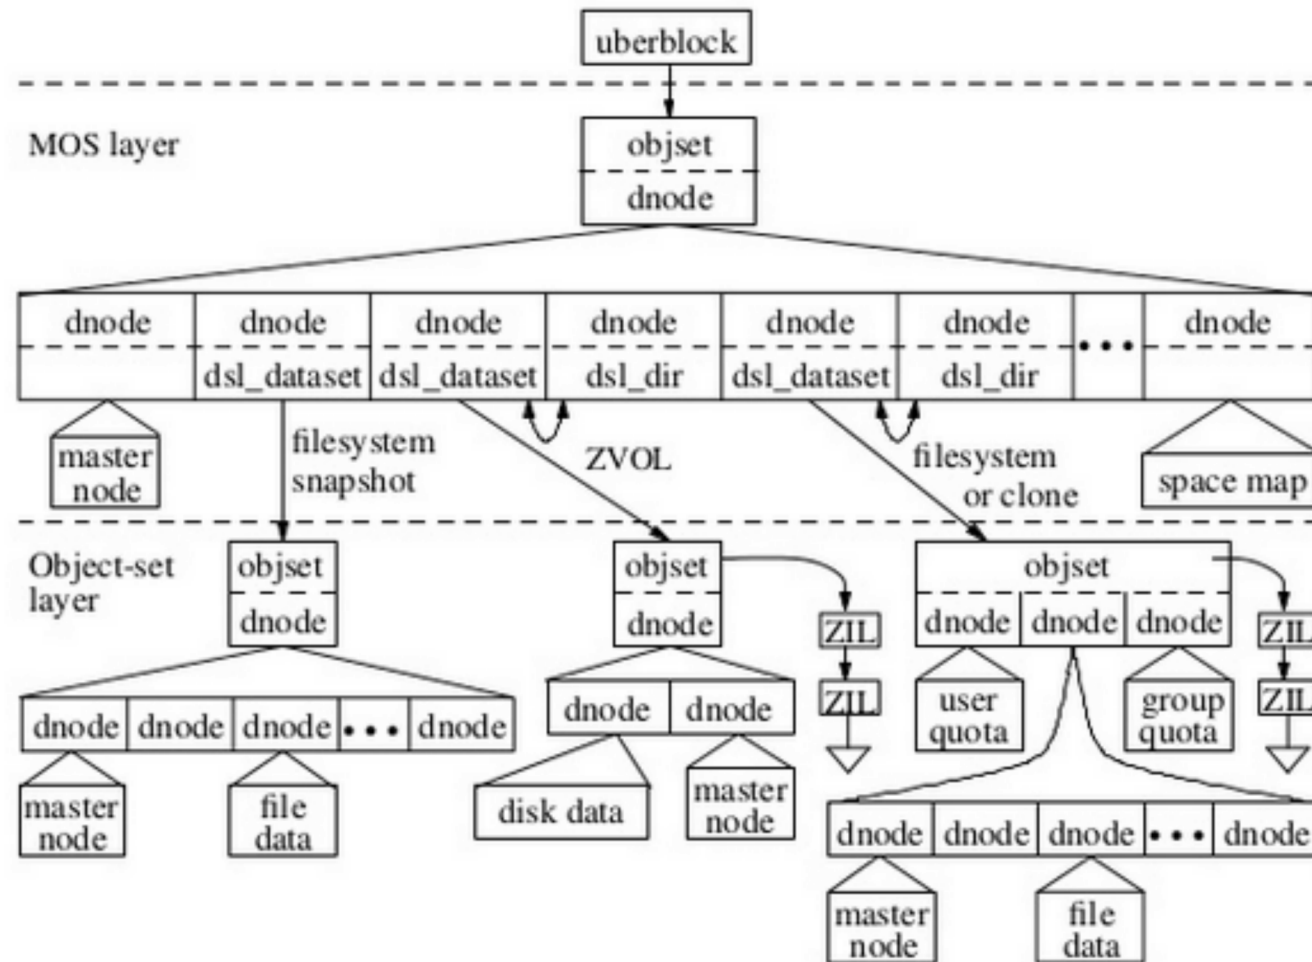 uberblock
MOS layer
objset
dnode
dnode dnode dnode dnode dnode dnode ••• dnode
dsl_dataset dsl_dataset dsl_dir dsl_dataset dsl_dir
master
node
filesystem
snapshot
ZVOL
filesystem
or clone
space map
Object-set
layer
objset
dnode
objset
dnode
ZIL
ZIL
objset
dnode dnode dnode
ZIL
ZIL
user
quota
group
quota
dnode dnode dnode ••• dnode
master
node
file
data
dnode dnode
disk data
master
node
dnode dnode dnode ••• dnode
master
node
file
data